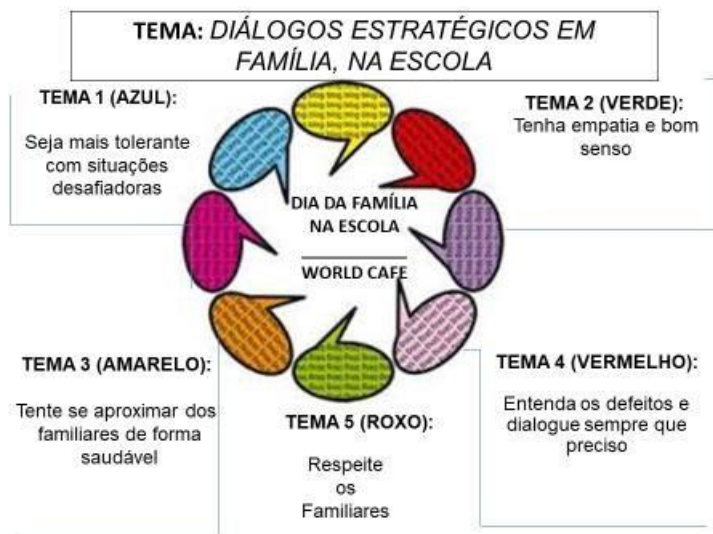 TEMA: DIÁLOGOS ESTRATÉGICOS EM
FAMÍLIA, NA ESCOLA
TEMA 1 (AZUL):
Seja mais tolerante
com situações
desafiadoras
TEMA 2 (VERDE):
Tenha empatia e bom
senso
DIA DA FAMÍLIA
NA ESCOLA
WORLD CAFE
TEMA 3 (AMARELO):
Tente se aproximar dos
familiares de forma
saudável
TEMA 4 (VERMELHO):
Entenda os defeitos e
dialogue sempre que
preciso
TEMA 5 (ROXO):
Respeite
os
Familiares